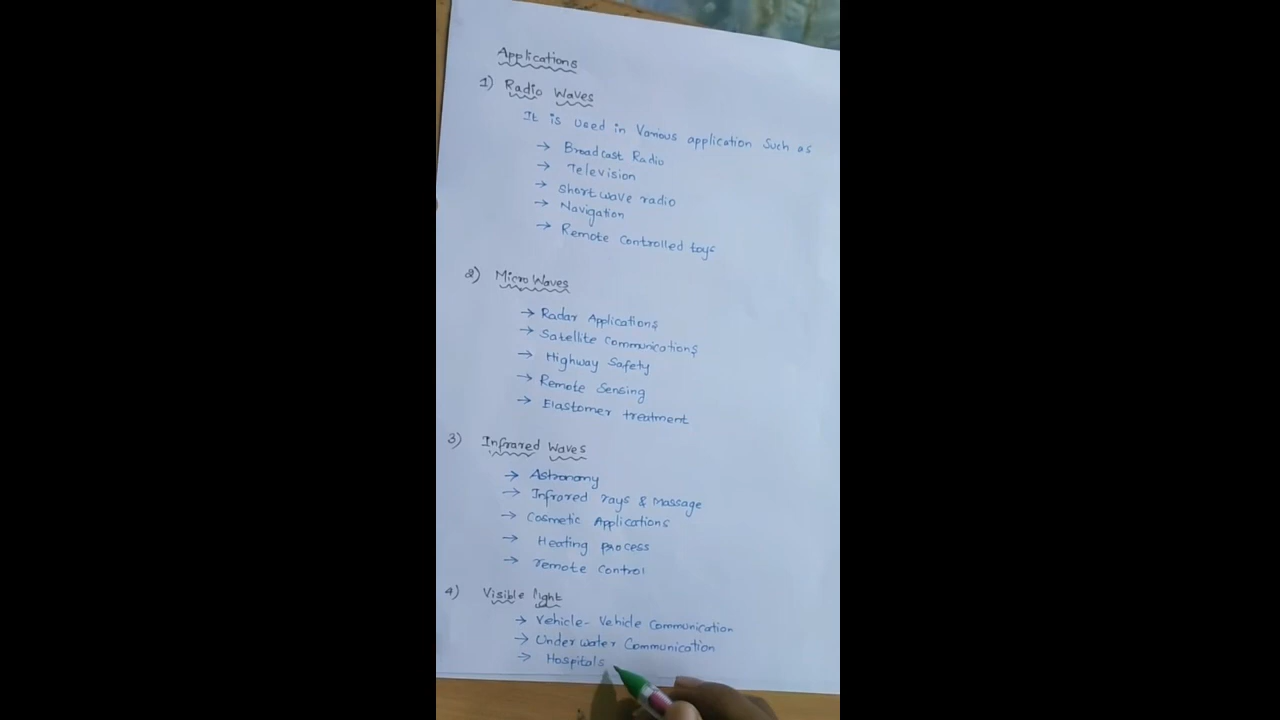 Applications
1) Radio Waves
It is used in Various application Such as
→ Broadcast Radio
→ Television
→ Short wave radio
→ Navigation
→ Remote Controlled toys
2) Micro Waves
→ Radar Applications
→ Satellite Communications
→ Highway Safety
→ Remote Sensing
→ Elastomer treatment
3) Infrared Waves
→ Astronomy
→ Infrared rays & Massage
→ Cosmetic Applications
→ Heating process
→ remote control
4) Visible light
→ Vehicle - Vehicle Communication
→ Under water Communication
→ Hospitals